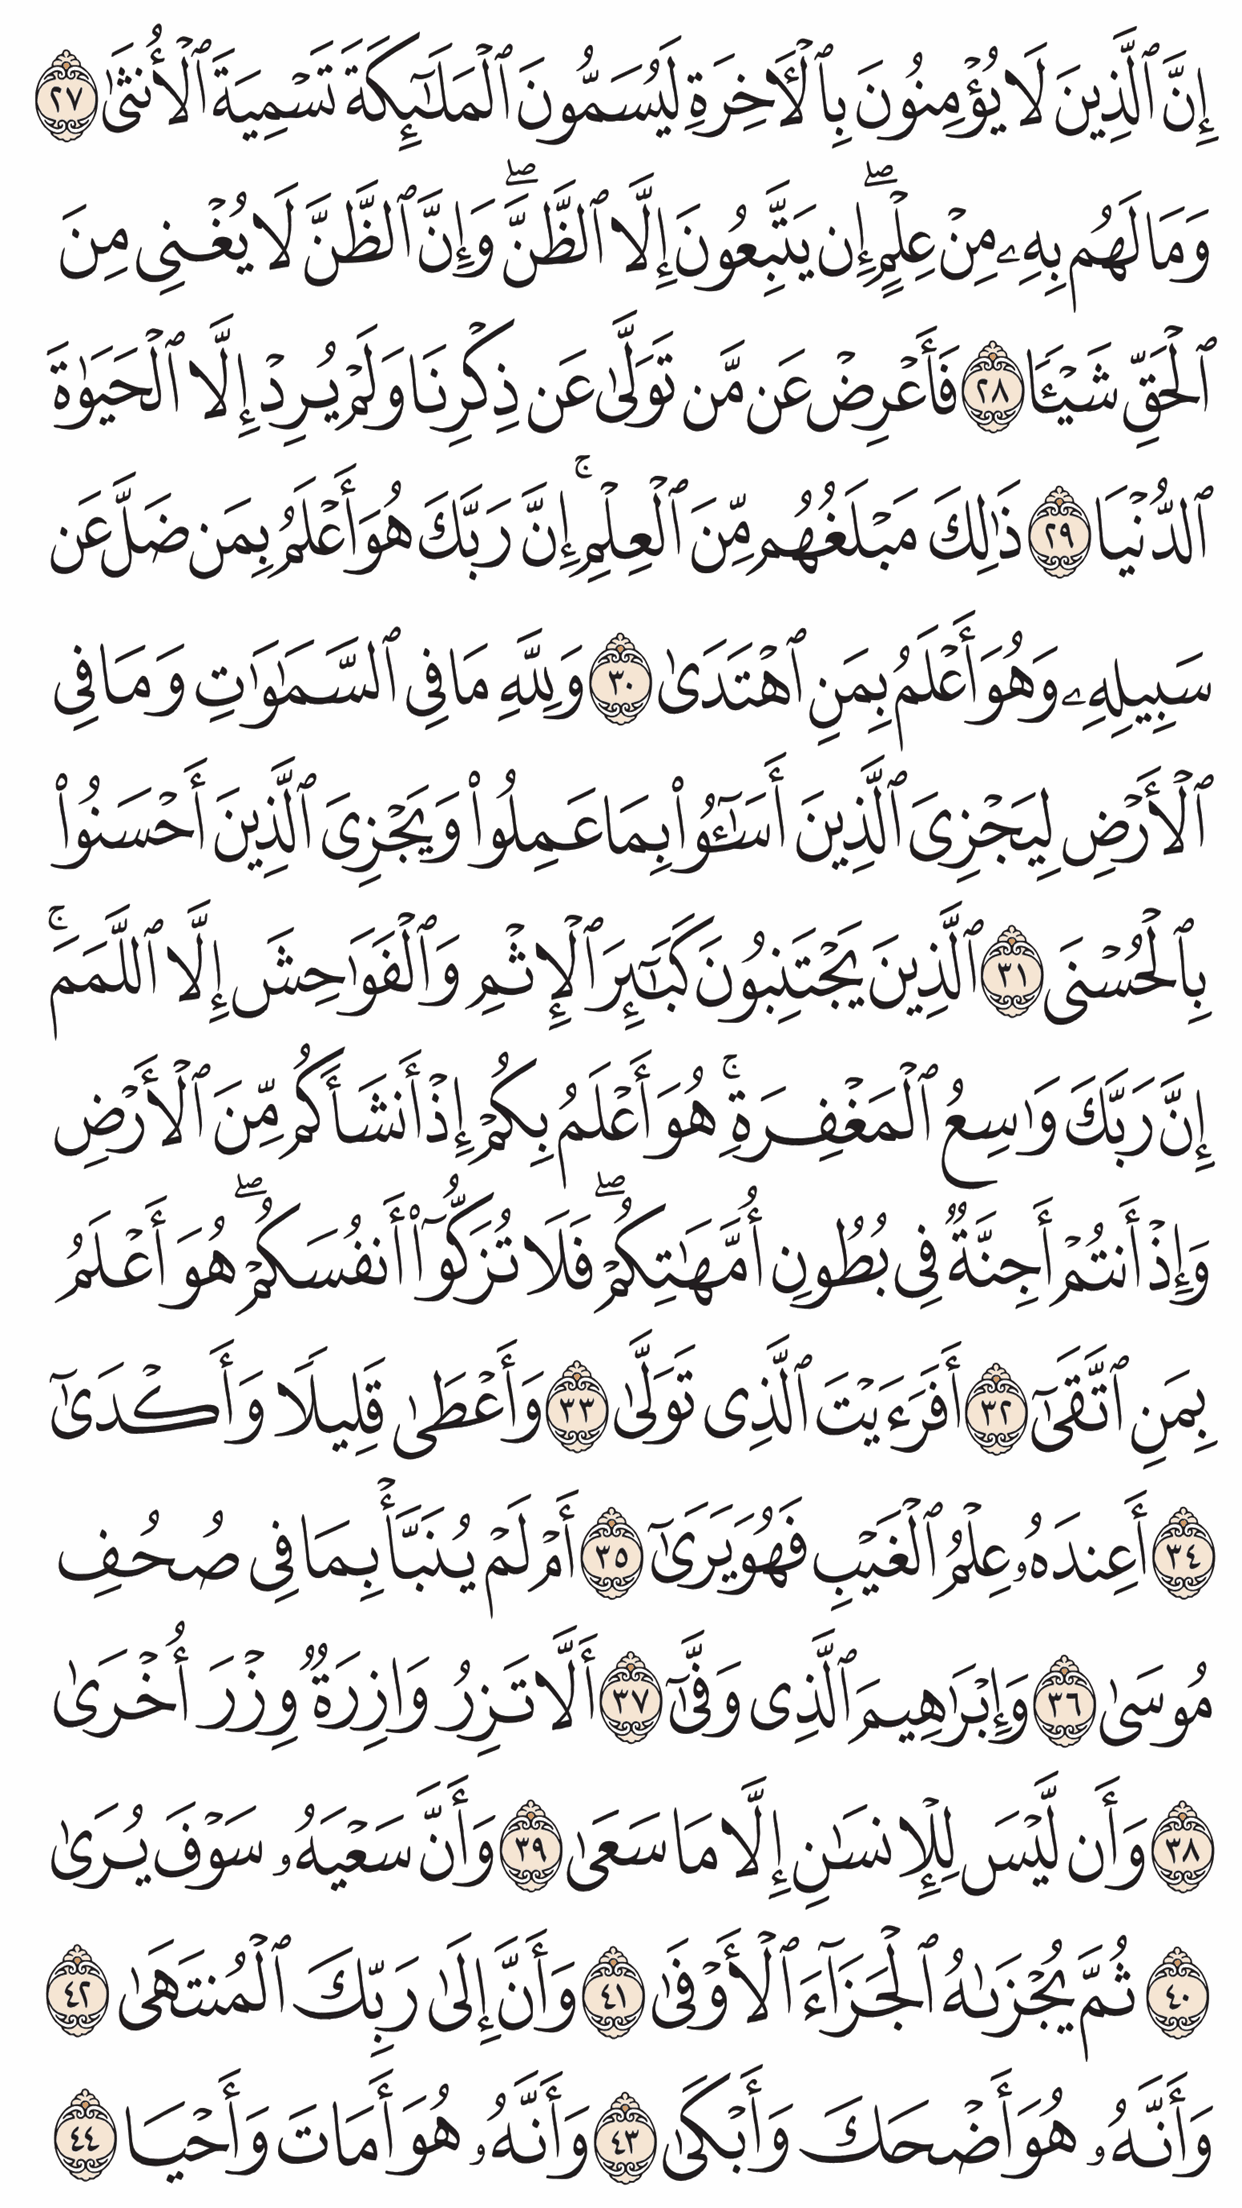 إِنَّ ٱلَّذِينَ لَا يُؤْمِنُونَ بِٱلْأَخِرَةِ لَيُسَمُّونَ ٱلْمَلَـٰٓئِكَةَ تَسْمِيَةَ ٱلْأُنثَىٰ ٢٧
وَمَا لَهُم بِهِۦ مِنْ عِلْمٍ ۖ إِن يَتَّبِعُونَ إِلَّا ٱلظَّنَّ ۖ وَإِنَّ ٱلظَّنَّ لَا يُغْنِى مِنَ
ٱلْحَقِّ شَيْـًٔا ٢٨ فَأَعْرِضْ عَن مَّن تَوَلَّىٰ عَن ذِكْرِنَا وَلَمْ يُرِدْ إِلَّا ٱلْحَيَوٰةَ
ٱلدُّنْيَا ٢٩ ذَٰلِكَ مَبْلَغُهُم مِّنَ ٱلْعِلْمِ ۚ إِنَّ رَبَّكَ هُوَ أَعْلَمُ بِمَن ضَلَّ عَن
سَبِيلِهِۦ وَهُوَ أَعْلَمُ بِمَنِ ٱهْتَدَىٰ ٣٠ وَلِلَّهِ مَا فِى ٱلسَّمَـٰوَٰتِ وَمَا فِى
ٱلْأَرْضِ لِيَجْزِىَ ٱلَّذِينَ أَسَـٰٓـُٔوا۟ بِمَا عَمِلُوا۟ وَيَجْزِىَ ٱلَّذِينَ أَحْسَنُوا۟
بِٱلْحُسْنَى ٣١ ٱلَّذِينَ يَجْتَنِبُونَ كَبَـٰٓئِرَ ٱلْإِثْمِ وَٱلْفَوَٰحِشَ إِلَّا ٱللَّمَمَ ۚ
إِنَّ رَبَّكَ وَٰسِعُ ٱلْمَغْفِرَةِ ۚ هُوَ أَعْلَمُ بِكُمْ إِذْ أَنشَأَكُم مِّنَ ٱلْأَرْضِ
وَإِذْ أَنتُمْ أَجِنَّةٌ فِى بُطُونِ أُمَّهَـٰتِكُمْ ۖ فَلَا تُزَكُّوٓا۟ أَنفُسَكُمْ ۖ هُوَ أَعْلَمُ
بِمَنِ ٱتَّقَىٰٓ ٣٢ أَفَرَءَيْتَ ٱلَّذِى تَوَلَّىٰ ٣٣ وَأَعْطَىٰ قَلِيلًا وَأَكْدَىٰٓ
٣٤ أَعِندَهُۥ عِلْمُ ٱلْغَيْبِ فَهُوَ يَرَىٰٓ ٣٥ أَمْ لَمْ يُنَبَّأْ بِمَا فِى صُحُفِ
مُوسَىٰ ٣٦ وَإِبْرَٰهِيمَ ٱلَّذِى وَفَّىٰٓ ٣٧ أَلَّا تَزِرُ وَازِرَةٌ وِزْرَ أُخْرَىٰ
٣٨ وَأَن لَّيْسَ لِلْإِنسَـٰنِ إِلَّا مَا سَعَىٰ ٣٩ وَأَنَّ سَعْيَهُۥ سَوْفَ يُرَىٰ
٤٠ ثُمَّ يُجْزَىٰهُ ٱلْجَزَآءَ ٱلْأَوْفَىٰ ٤١ وَأَنَّ إِلَىٰ رَبِّكَ ٱلْمُنتَهَىٰ ٤٢
وَأَنَّهُۥ هُوَ أَضْحَكَ وَأَبْكَىٰ ٤٣ وَأَنَّهُۥ هُوَ أَمَاتَ وَأَحْيَا ٤٤